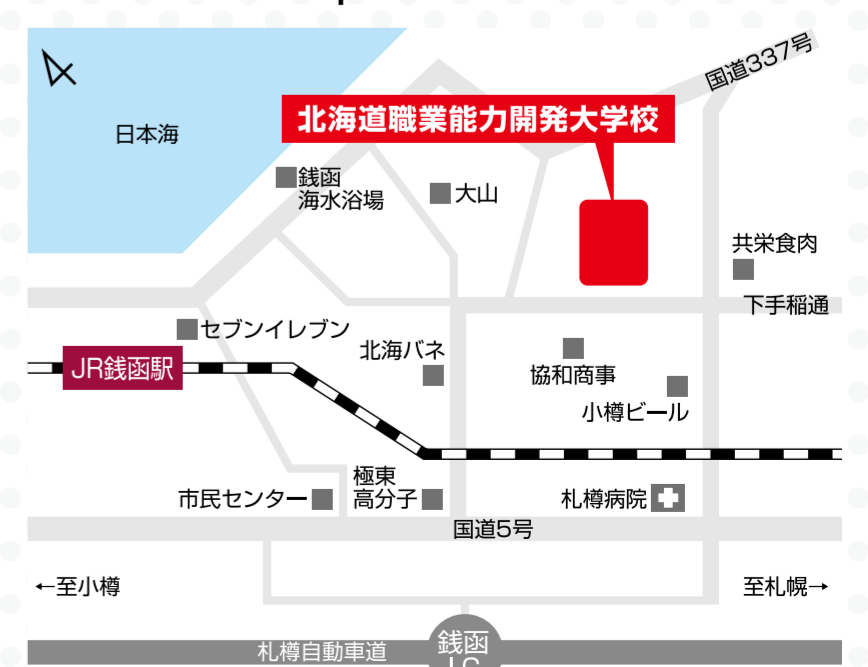 国道337号
北海道職業能力開発大学校
日本海
銭函
海水浴場
大山
共栄食肉
下手稲通
セブンイレブン
JR銭函駅
北海バネ
協和商事
小樽ビール
極東
高分子
市民センター
札樽病院
国道5号
←至小樽
至札幌→
札樽自動車道
銭函
I.C